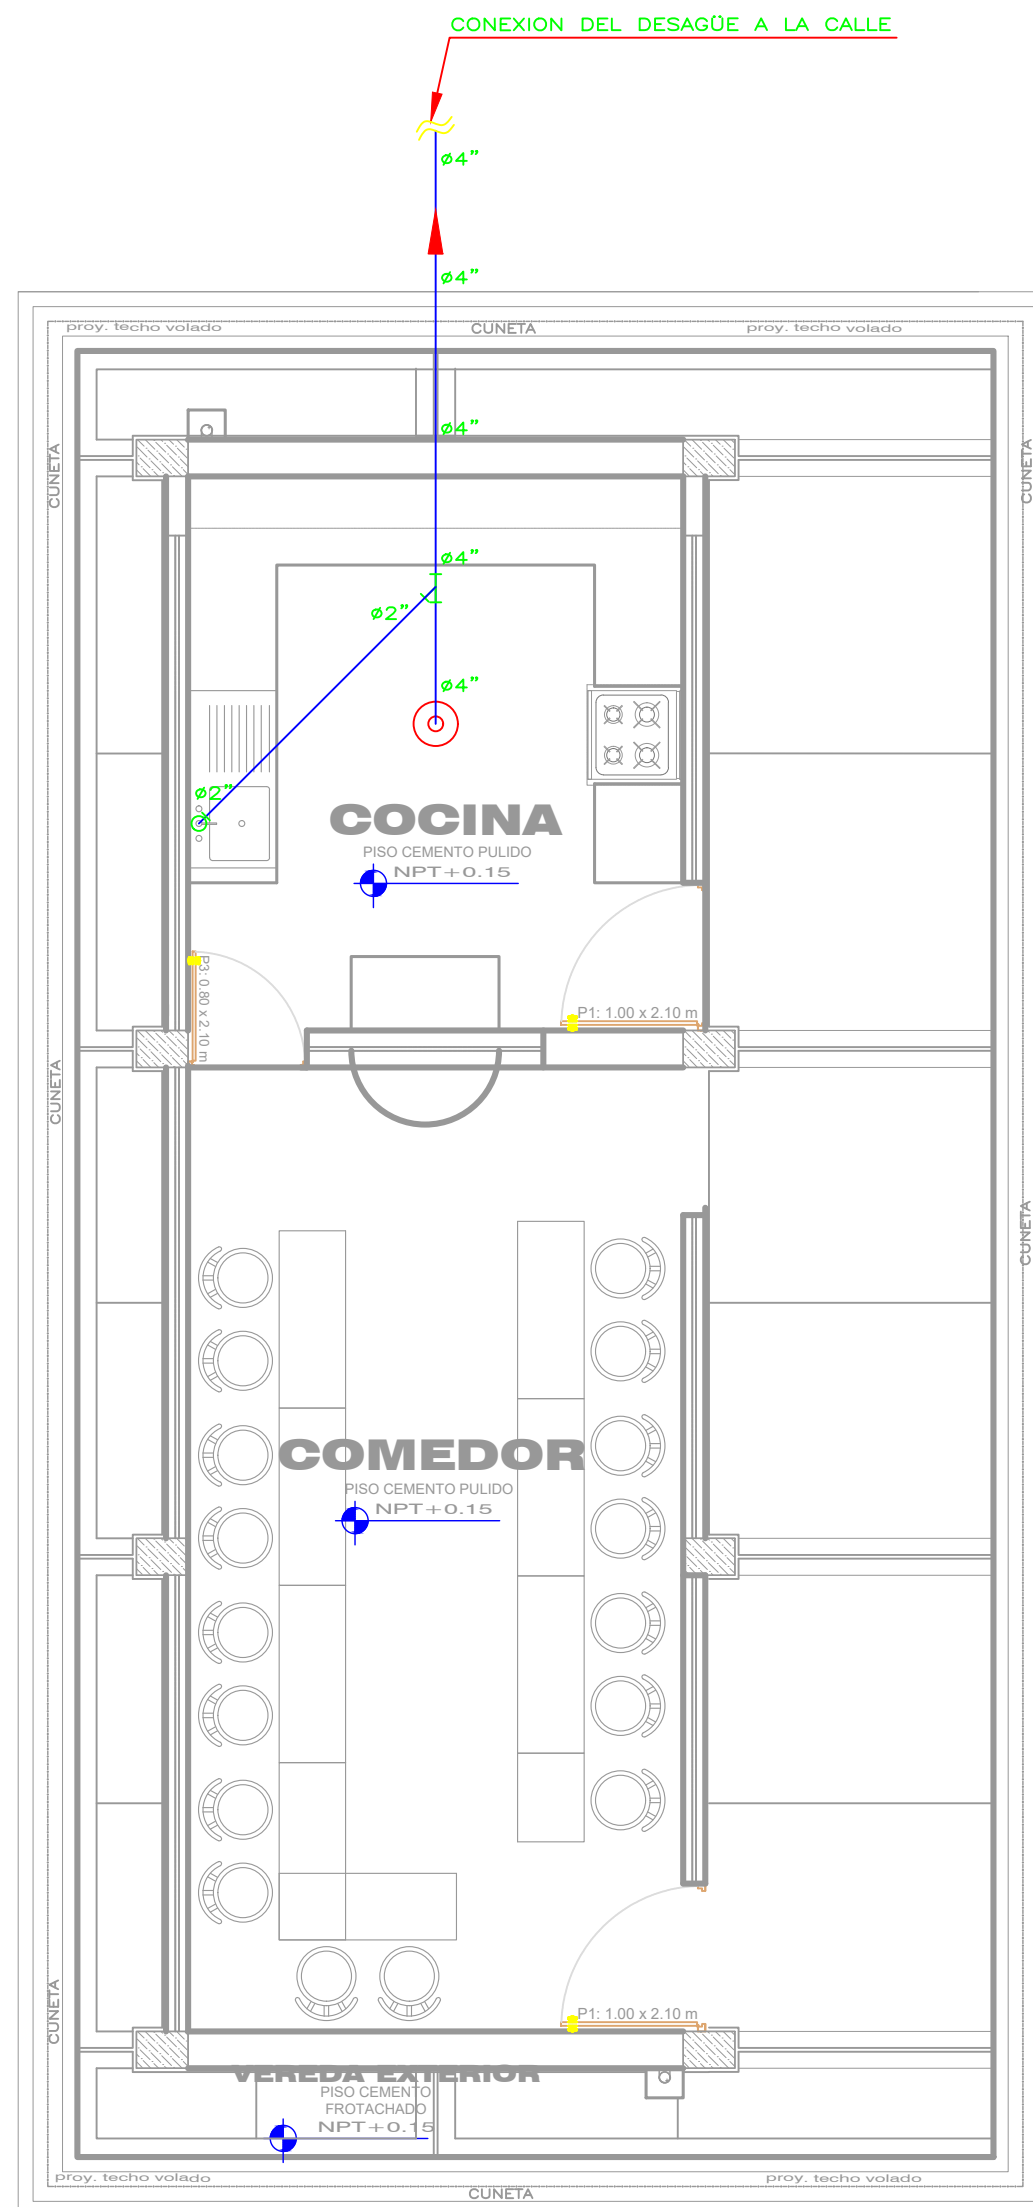 CONEXION DEL DESAGÜE A LA CALLE
ø4”
ø4”
proy. techo volado
CUNETA
proy. techo volado
ø4”
CUNETA
CUNETA
ø4”
ø2”
ø4”
ø2”
COCINA
PISO CEMENTO PULIDO
NPT+0.15
P3: 0.80 x 2.10 m
P1: 1.00 x 2.10 m
CUNETA
CUNETA
COMEDOR
PISO CEMENTO PULIDO
NPT+0.15
CUNETA
P1: 1.00 x 2.10 m
VEREDA EXTERIOR
PISO CEMENTO
FROTACHADO
NPT+0.15
proy. techo volado
proy. techo volado
CUNETA